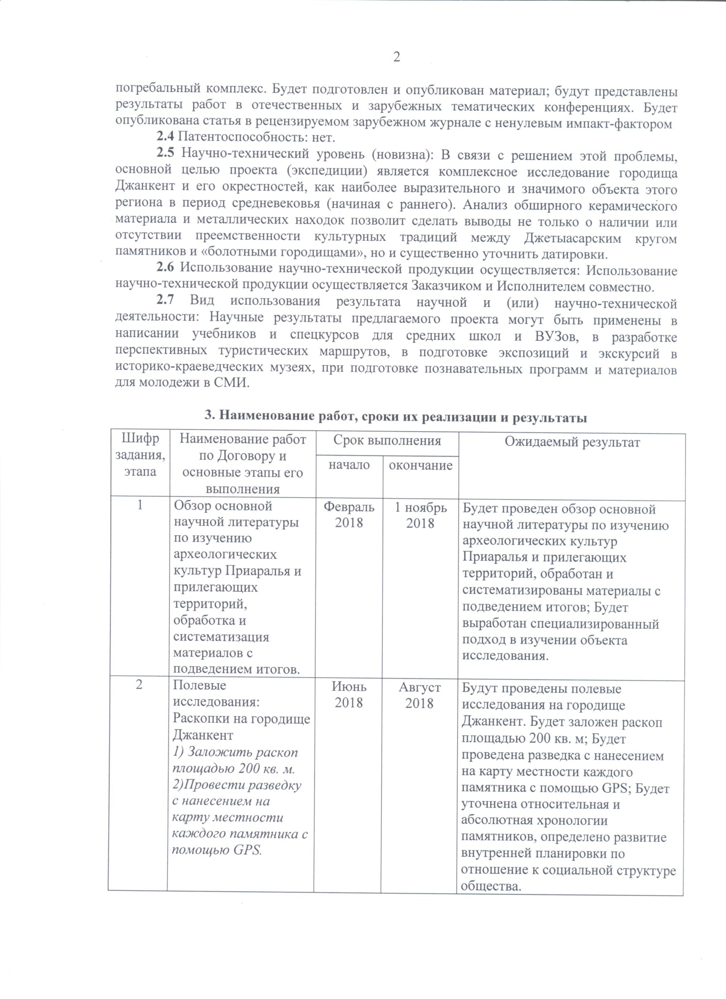 2
погребальный комплекс. Будет подготовлен и опубликован материал; будут представлены
результаты работ в отечественных и зарубежных тематических конференциях. Будет
опубликована статья в рецензируемом зарубежном журнале с ненулевым импакт-фактором
2.4 Патентоспособность: нет.
2.5 Научно-технический уровень (новизна): В связи с решением этой проблемы,
основной целью проекта (экспедиции) является комплексное исследование городища
Джанкент и его окрестностей, как наиболее выразительного и значимого объекта этого
региона в период средневековья (начиная с раннего). Анализ обширного керамического
материала и металлических находок позволит сделать выводы не только о наличии или
отсутствии преемственности культурных традиций между Джетыасарским кругом
памятников и «болотными городищами», но и существенно уточнить датировки.
2.6 Использование научно-технической продукции осуществляется: Использование
научно-технической продукции осуществляется Заказчиком и Исполнителем совместно.
2.7 Вид использования результата научной и (или) научно-технической
деятельности: Научные результаты предлагаемого проекта могут быть применены в
написании учебников и спецкурсов для средних школ и ВУЗов, в разработке
перспективных туристических маршрутов, в подготовке экспозиций и экскурсий в
историко-краеведческих музеях, при подготовке познавательных программ и материалов
для молодежи в СМИ.
3. Наименование работ, сроки их реализации и результаты
Шифр
задания,
этапа
Наименование работ
по Договору и
основные этапы его
выполнения
Срок выполнения
начало
окончание
Ожидаемый результат
1
Обзор основной
научной литературы
по изучению
археологических
культур Приаралья и
прилегающих
территорий,
обработка и
систематизация
материалов с
подведением итогов.
Февраль
2018
1 ноябрь
2018
Будет проведен обзор основной
научной литературы по изучению
археологических культур
Приаралья и прилегающих
территорий, обработан и
систематизированы материалы с
подведением итогов; Будет
выработан специализированный
подход в изучении объекта
исследования.
2
Полевые
исследования:
Раскопки на городище
Джанкент
1) Заложить раскоп
площадью 200 кв. м.
2)Провести разведку
с нанесением на
карту местности
каждого памятника с
помощью GPS.
Июнь
2018
Август
2018
Будут проведены полевые
исследования на городище
Джанкент. Будет заложен раскоп
площадью 200 кв. м; Будет
проведена разведка с нанесением
на карту местности каждого
памятника с помощью GPS; Будет
уточнена относительная и
абсолютная хронологии
памятников, определено развитие
внутренней планировки по
отношение к социальной структуре
общества.